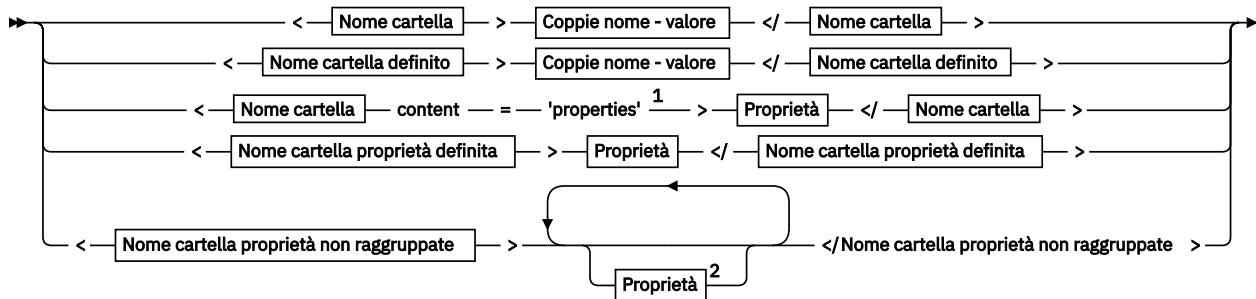 < Nome cartella > Coppie nome - valore </ Nome cartella >
< Nome cartella definito > Coppie nome - valore </ Nome cartella definito >
< Nome cartella content = 'properties' 1 > Proprietà </ Nome cartella >
< Nome cartella proprietà definita > Proprietà </ Nome cartella proprietà definita >
< Nome cartella proprietà non raggruppate > </ Nome cartella proprietà non raggruppate >
Proprietà 2